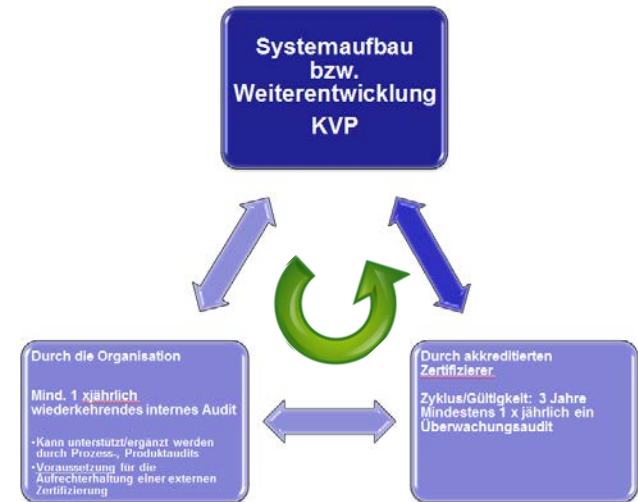 Systemaufbau
bzw.
Weiterentwicklung
KVP
Durch die Organisation
Mind. 1 xjährlich
wiederkehrendes internes Audit
•Kann unterstützt/ergänzt werden
durch Prozess-, Produktaudits
•Voraussetzung für die
Aufrechterhaltung einer externen
Zertifizierung
Durch akkreditierten
Zertifizierer
Zyklus/Gültigkeit: 3 Jahre
Mindestens 1 x jährlich ein
Überwachungsaudit